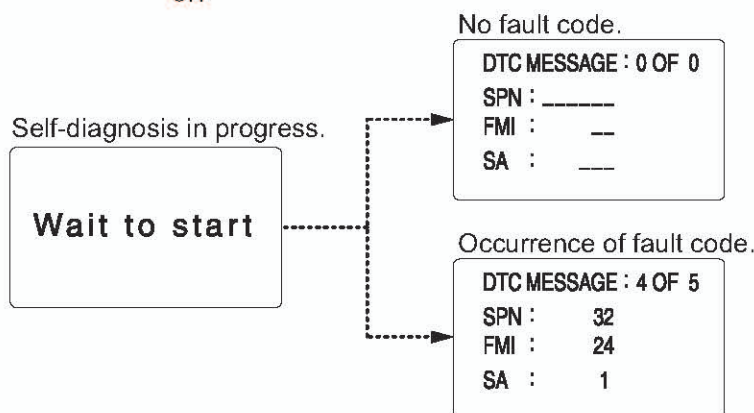 No fault code.
DTC MESSAGE : 0 OF 0
SPN : ______
FMI : __
SA : ___
Self-diagnosis in progress.
Wait to start
Occurrence of fault code.
DTC MESSAGE : 4 OF 5
SPN : 32
FMI : 24
SA : 1